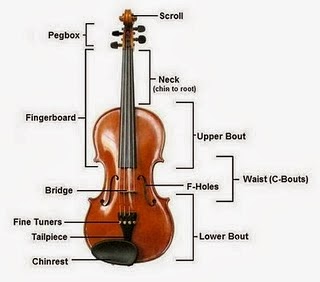 Scroll
Pegbox
Neck
(chin to root)
Fingerboard
Upper Bout
Bridge
F-Holes
Waist (C-Bouts)
Fine Tuners
Tailpiece
Lower Bout
Chinrest